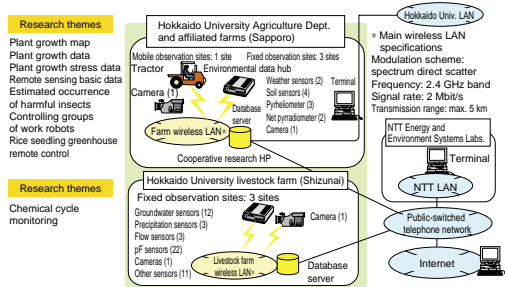 Research themes
Plant growth map
Plant growth data
Plant growth stress data
Remote sensing basic data
Estimated occurrence
of harmful insects
Controlling groups
of work robots
Rice seedling greenhouse
remote control
Research themes
Chemical cycle
monitoring
Hokkaido University Agriculture Dept.
and affiliated farms (Sapporo)
Mobile observation sites: 1 site
Fixed observation sites: 3 sites
Tractor
Environmental data hub
Camera (1)
Weather sensors (2)
Soil sensors (4)
Pyrheliometer (3)
Net pyrradiometer (2)
Camera (1)
Terminal
Database
server
Farm wireless LAN*
Cooperative research HP
Hokkaido University livestock farm (Shizunai)
Fixed observation sites: 3 sites
Groundwater sensors (12)
Precipitation sensors (3)
Flow sensors (3)
pF sensors (22)
Cameras (1)
Other sensors (11)
Camera (1)
Livestock farm
wireless LAN*
Database
server
Hokkaido Univ. LAN
* Main wireless LAN
specifications
Modulation scheme:
spectrum direct scatter
Frequency: 2.4 GHz band
Signal rate: 2 Mbit/s
Transmission range: max. 5 km
NTT Energy and
Environment Systems Labs.
Terminal
NTT LAN
Public-switched
telephone network
Internet